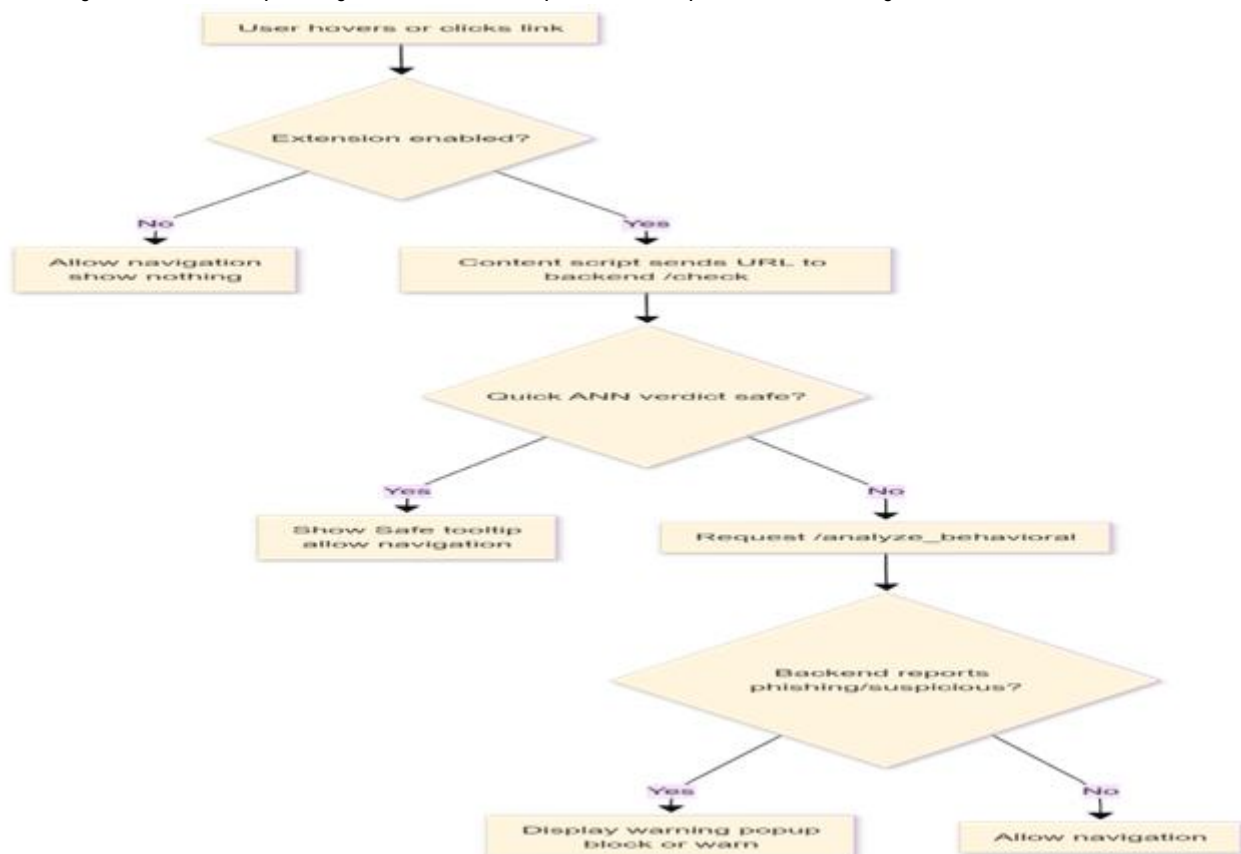 User hovers or clicks link
Extension enabled?
No
Yes
Allow navigation
show nothing
Content script sends URL to
backend /check
Quick ANN verdict safe?
Yes
No
Show Safe tooltip
allow navigation
Request /analyze_behavioral
Backend reports
phishing/suspicious?
Yes
No
Display warning popup
block or warn
Allow navigation